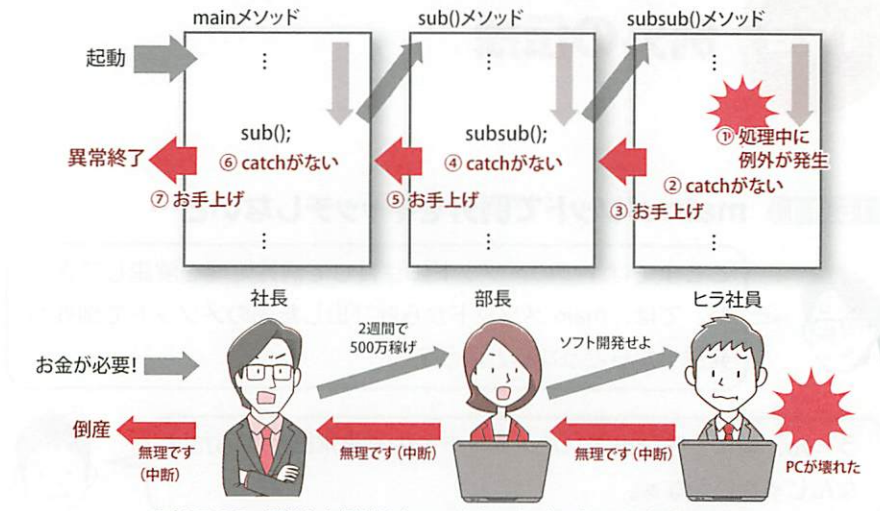 mainメソッド
sub()メソッド
subsub()メソッド
起動
⋮
⋮
⋮
sub();
subsub();
① 処理中に
例外が発生
異常終了
⑥ catchがない
④ catchがない
② catchがない
⑦ お手上げ
⑤ お手上げ
③ お手上げ
⋮
⋮
⋮
社長
部長
ヒラ社員
2週間で
500万稼げ
ソフト開発せよ
お金が必要!
倒産
無理です
(中断)
無理です(中断)
無理です(中断)
PCが壊れた